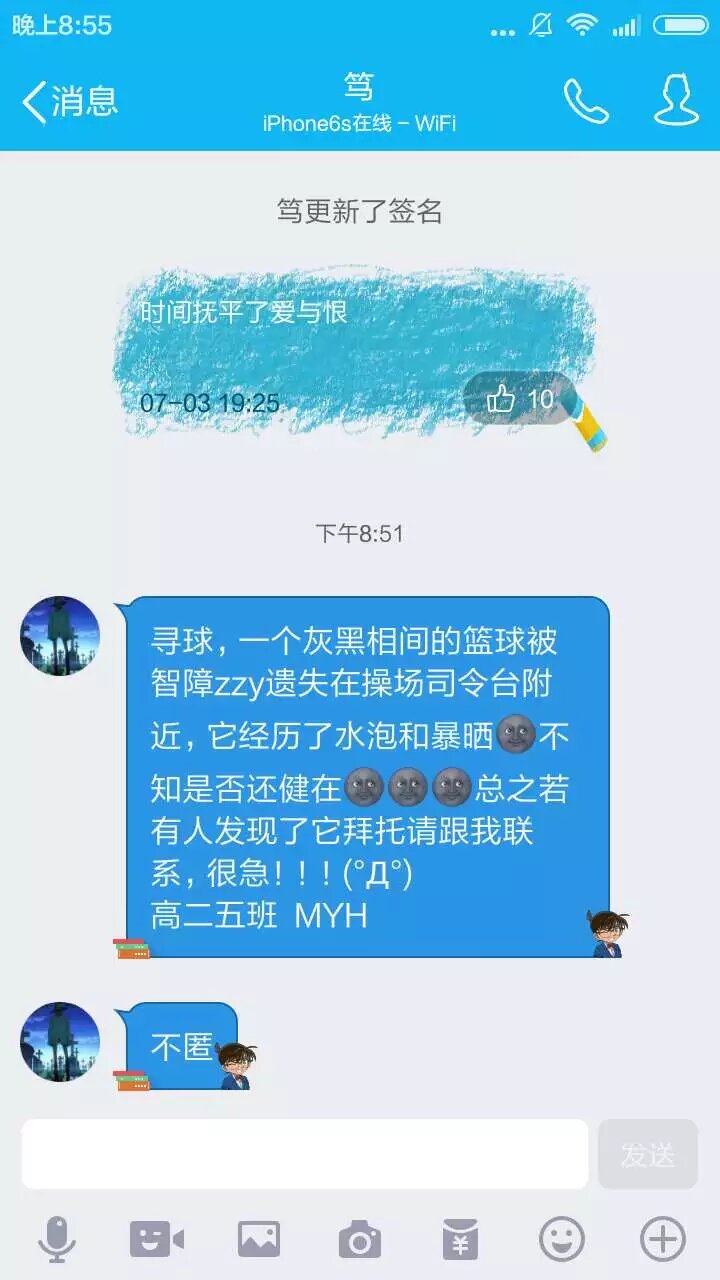 晚上8:55
消息
笃
iPhone6s在线 - WiFi
笃更新了签名
时间抚平了爱与恨
07-03 19:25
10
下午8:51
寻球，一个灰黑相间的篮球被
智障zzy遗失在操场司令台附
近，它经历了水泡和暴晒🌚不
知是否还健在🌚🌚🌚总之若
有人发现了它拜托请跟我联
系，很急！！！(°Д°)
高二五班 MYH
不匿
发送